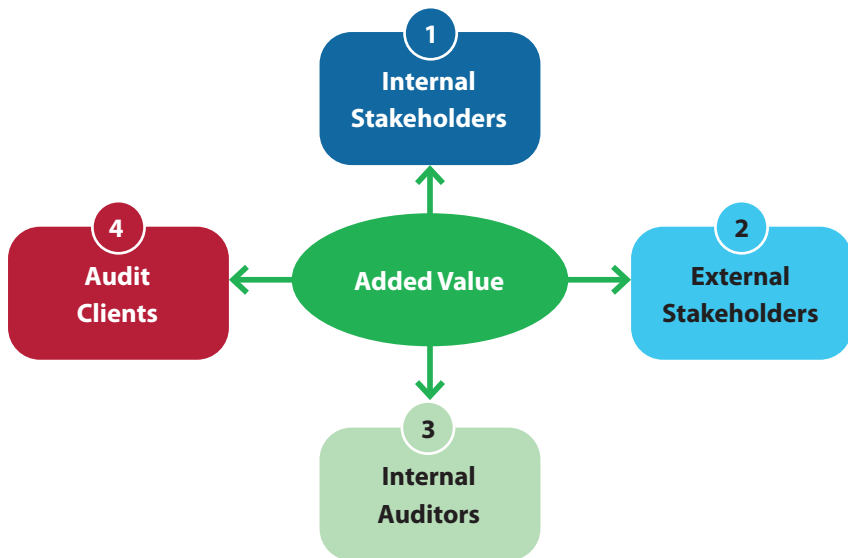 1
Internal
Stakeholders
4
Audit
Clients
Added Value
2
External
Stakeholders
3
Internal
Auditors